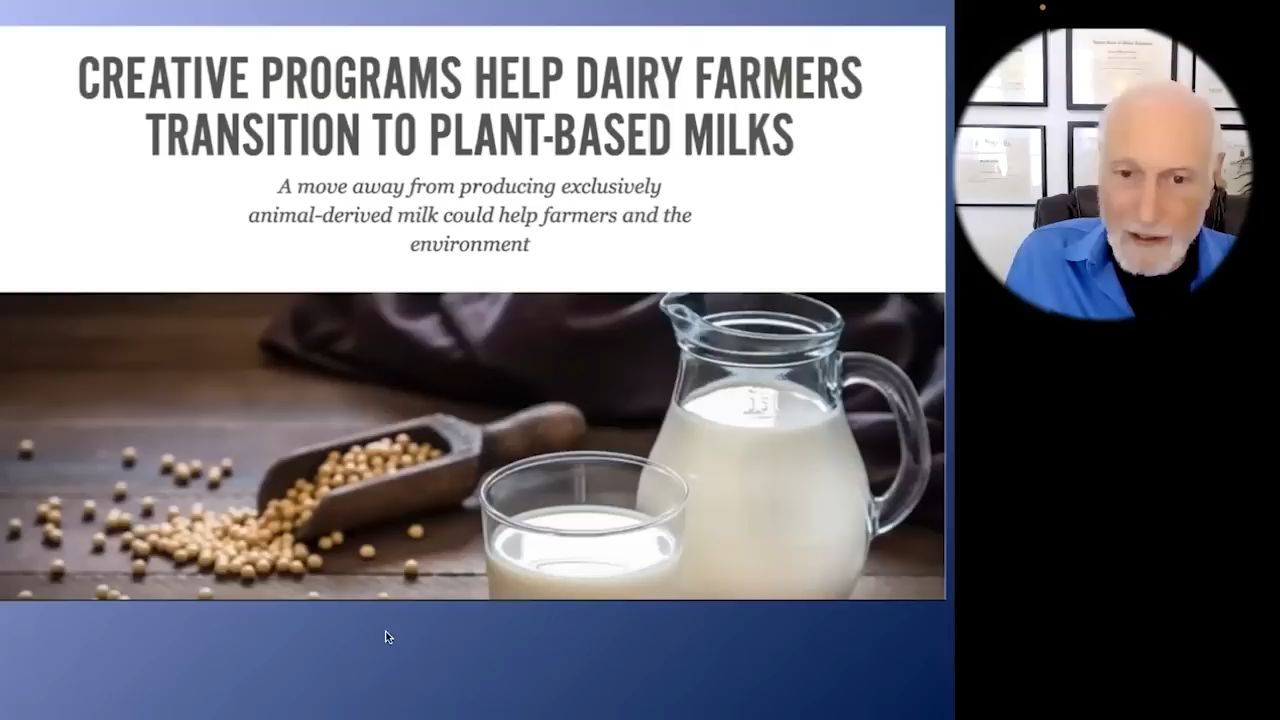 CREATIVE PROGRAMS HELP DAIRY FARMERS
TRANSITION TO PLANT-BASED MILKS
A move away from producing exclusively
animal-derived milk could help farmers and the
environment